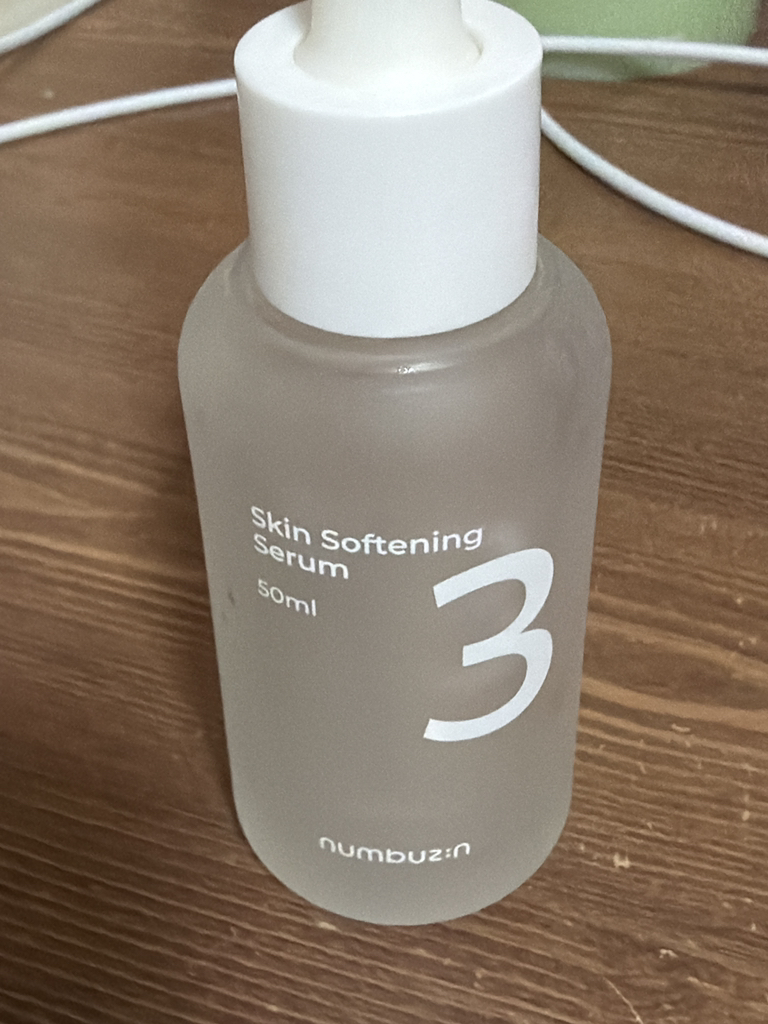 Skin Softening
Serum
50ml
3
numbuz:n